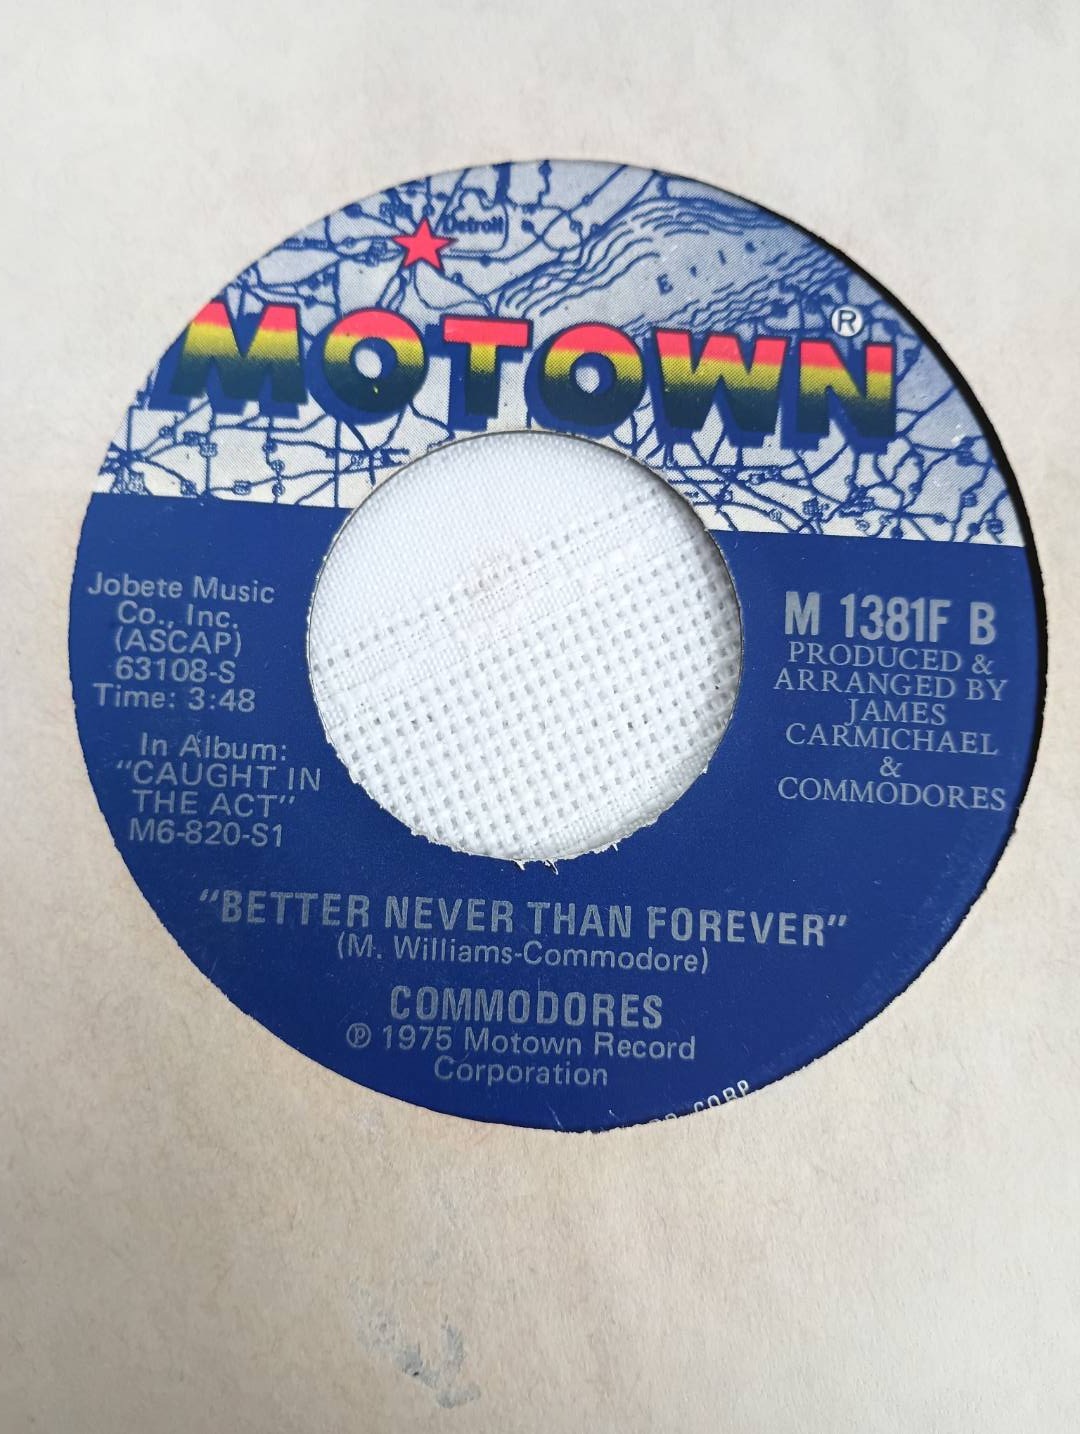 Detroit
Erie
MOTOWN®
Jobete Music
Co., Inc.
(ASCAP)
63108-S
Time: 3:48
In Album:
"CAUGHT IN
THE ACT"
M6-820-S1
M 1381F B
PRODUCED &
ARRANGED BY
JAMES
CARMICHAEL
&
COMMODORES
"BETTER NEVER THAN FOREVER"
(M. Williams-Commodore)
COMMODORES
℗ 1975 Motown Record
Corporation
CORP